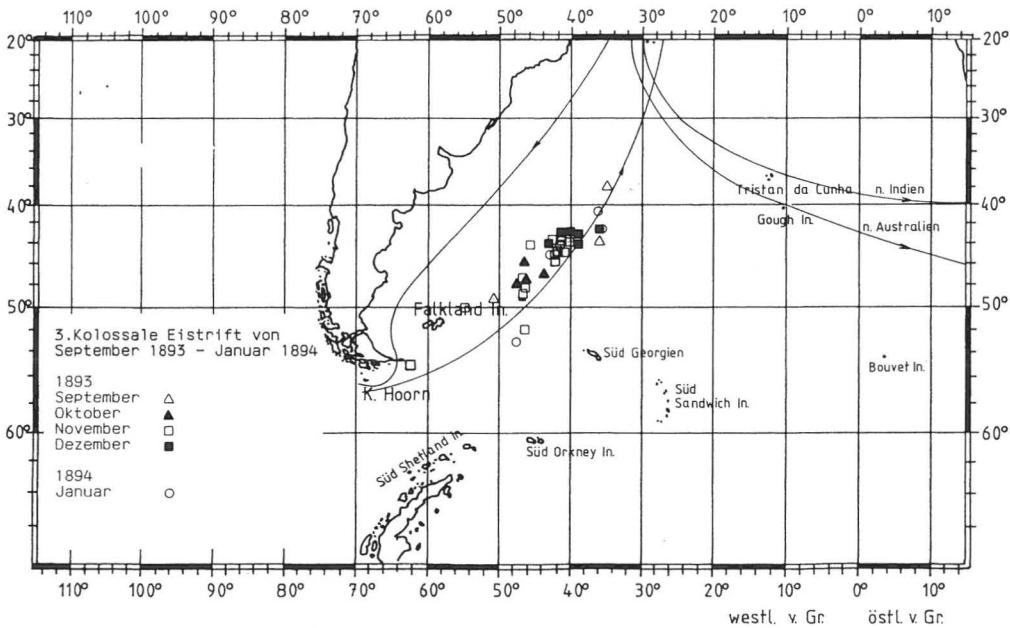 110° 100° 90° 80° 70° 60° 50° 40° 30° 20° 10° 0° 10°
20° 20°
30° 30°
Tristan da Cunha n. Indien
40° 40°
Gough In. n. Australien
50° Falkland In. 50°
3.Kolossale Eistrift von
September 1893 - Januar 1894
Süd Georgien
Bouvet In.
1893
September △
Oktober ▲
November □
Dezember ■
K. Hoorn
Süd
Sandwich In.
60° 60°
Süd Shetland In.
Süd Orkney In.
1894
Januar ○
110° 100° 90° 80° 70° 60° 50° 40° 30° 20° 10° 0° 10°
westl. v. Gr. östl. v. Gr.